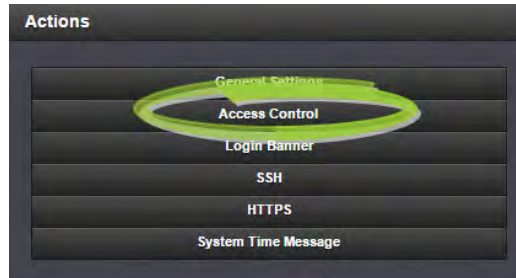 Actions
General Settings
Access Control
Login Banner
SSH
HTTPS
System Time Message